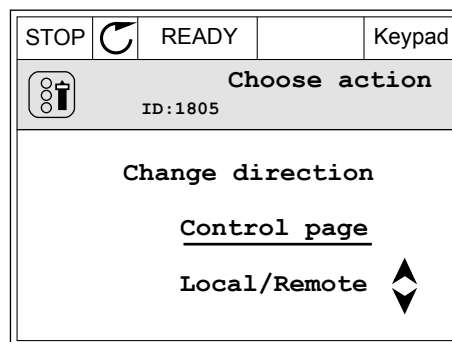 STOP READY Keypad
Choose action
ID:1805
Change direction
Control page
Local/Remote